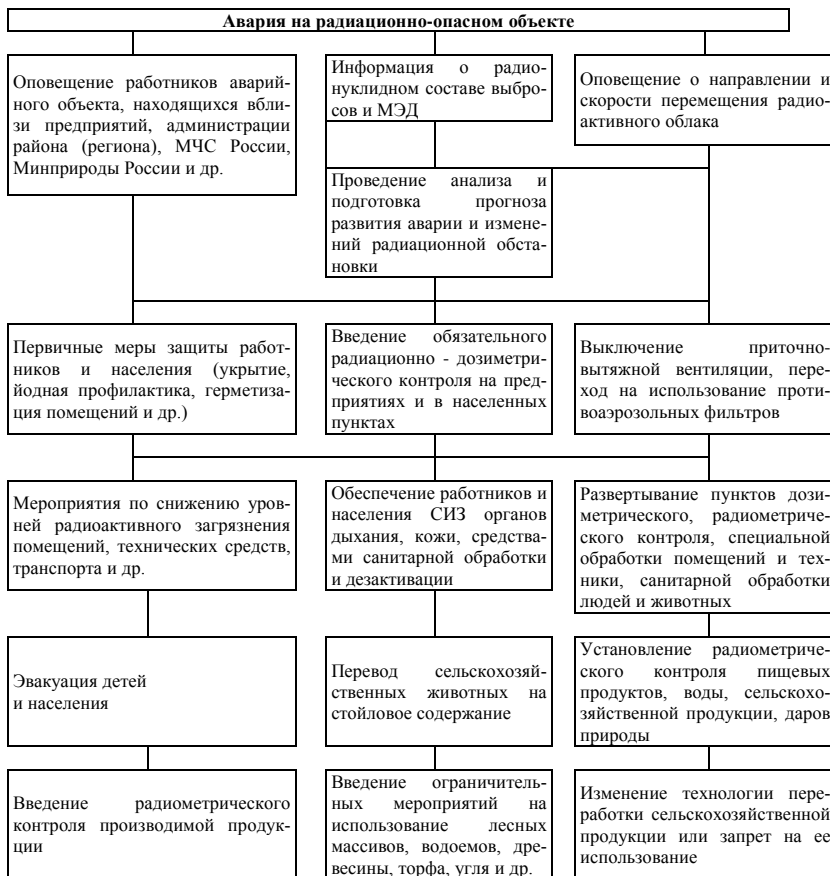 Авария на радиационно-опасном объекте
Оповещение работников аварий-
ного объекта, находящихся вбли-
зи предприятий, администрации
района (региона), МЧС России,
Минприроды России и др.
Информация о радио-
нуклидном составе выбро-
сов и МЭД
Оповещение о направлении и
скорости перемещения радио-
активного облака
Проведение анализа и
подготовка прогноза
развития аварии и измене-
ний радиационной обста-
новки
Первичные меры защиты работ-
ников и населения (укрытие,
йодная профилактика, герметиза-
ция помещений и др.)
Введение обязательного
радиационно - дозиметри-
ческого контроля на пред-
приятиях и в населенных
пунктах
Выключение приточно-
вытяжной вентиляции, пере-
ход на использование проти-
воаэрозольных фильтров
Мероприятия по снижению уров-
ней радиоактивного загрязнения
помещений, технических средств,
транспорта и др.
Обеспечение работников и
населения СИЗ органов
дыхания, кожи, средства-
ми санитарной обработки
и дезактивации
Развертывание пунктов дози-
метрического, радиометриче-
ского контроля, специальной
обработки помещений и тех-
ники, санитарной обработки
людей и животных
Эвакуация детей
и населения
Перевод сельскохозяй-
ственных животных на
стойловое содержание
Установление радиометриче-
ского контроля пищевых
продуктов, воды, сельскохо-
зяйственной продукции, даров
природы
Введение радиометрического
контроля производимой продук-
ции
Введение ограничитель-
ных мероприятий на
использование лесных
массивов, водоемов, дре-
весины, торфа, угля и др.
Изменение технологии пере-
работки сельскохозяйственной
продукции или запрет на ее
использование